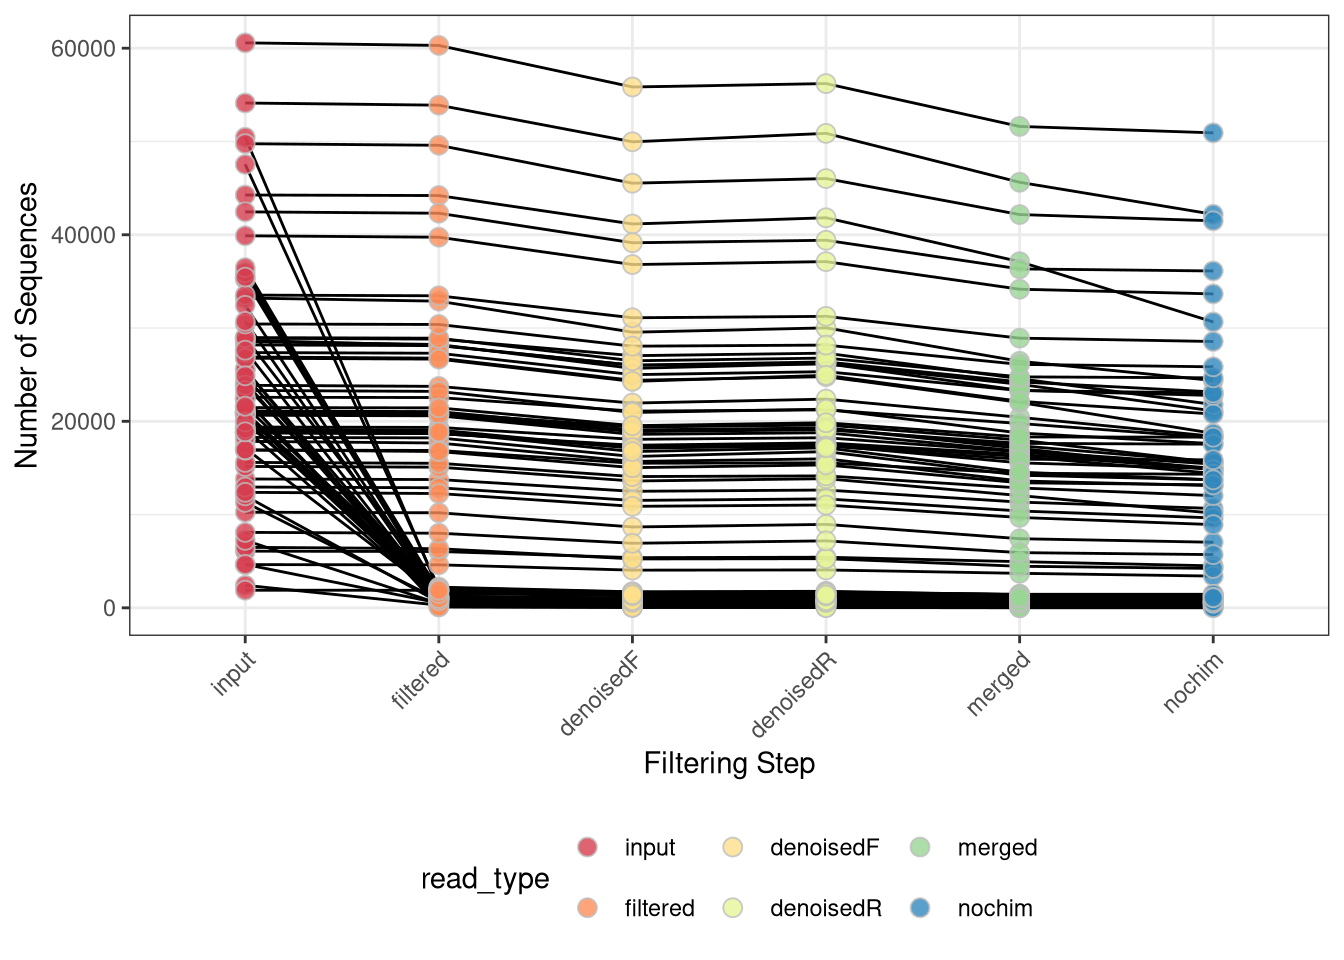 60000
40000
20000
0
Number of Sequences
input
filtered
denoisedF
denoisedR
merged
nochim
Filtering Step
read_type
input
denoisedF
merged
filtered
denoisedR
nochim